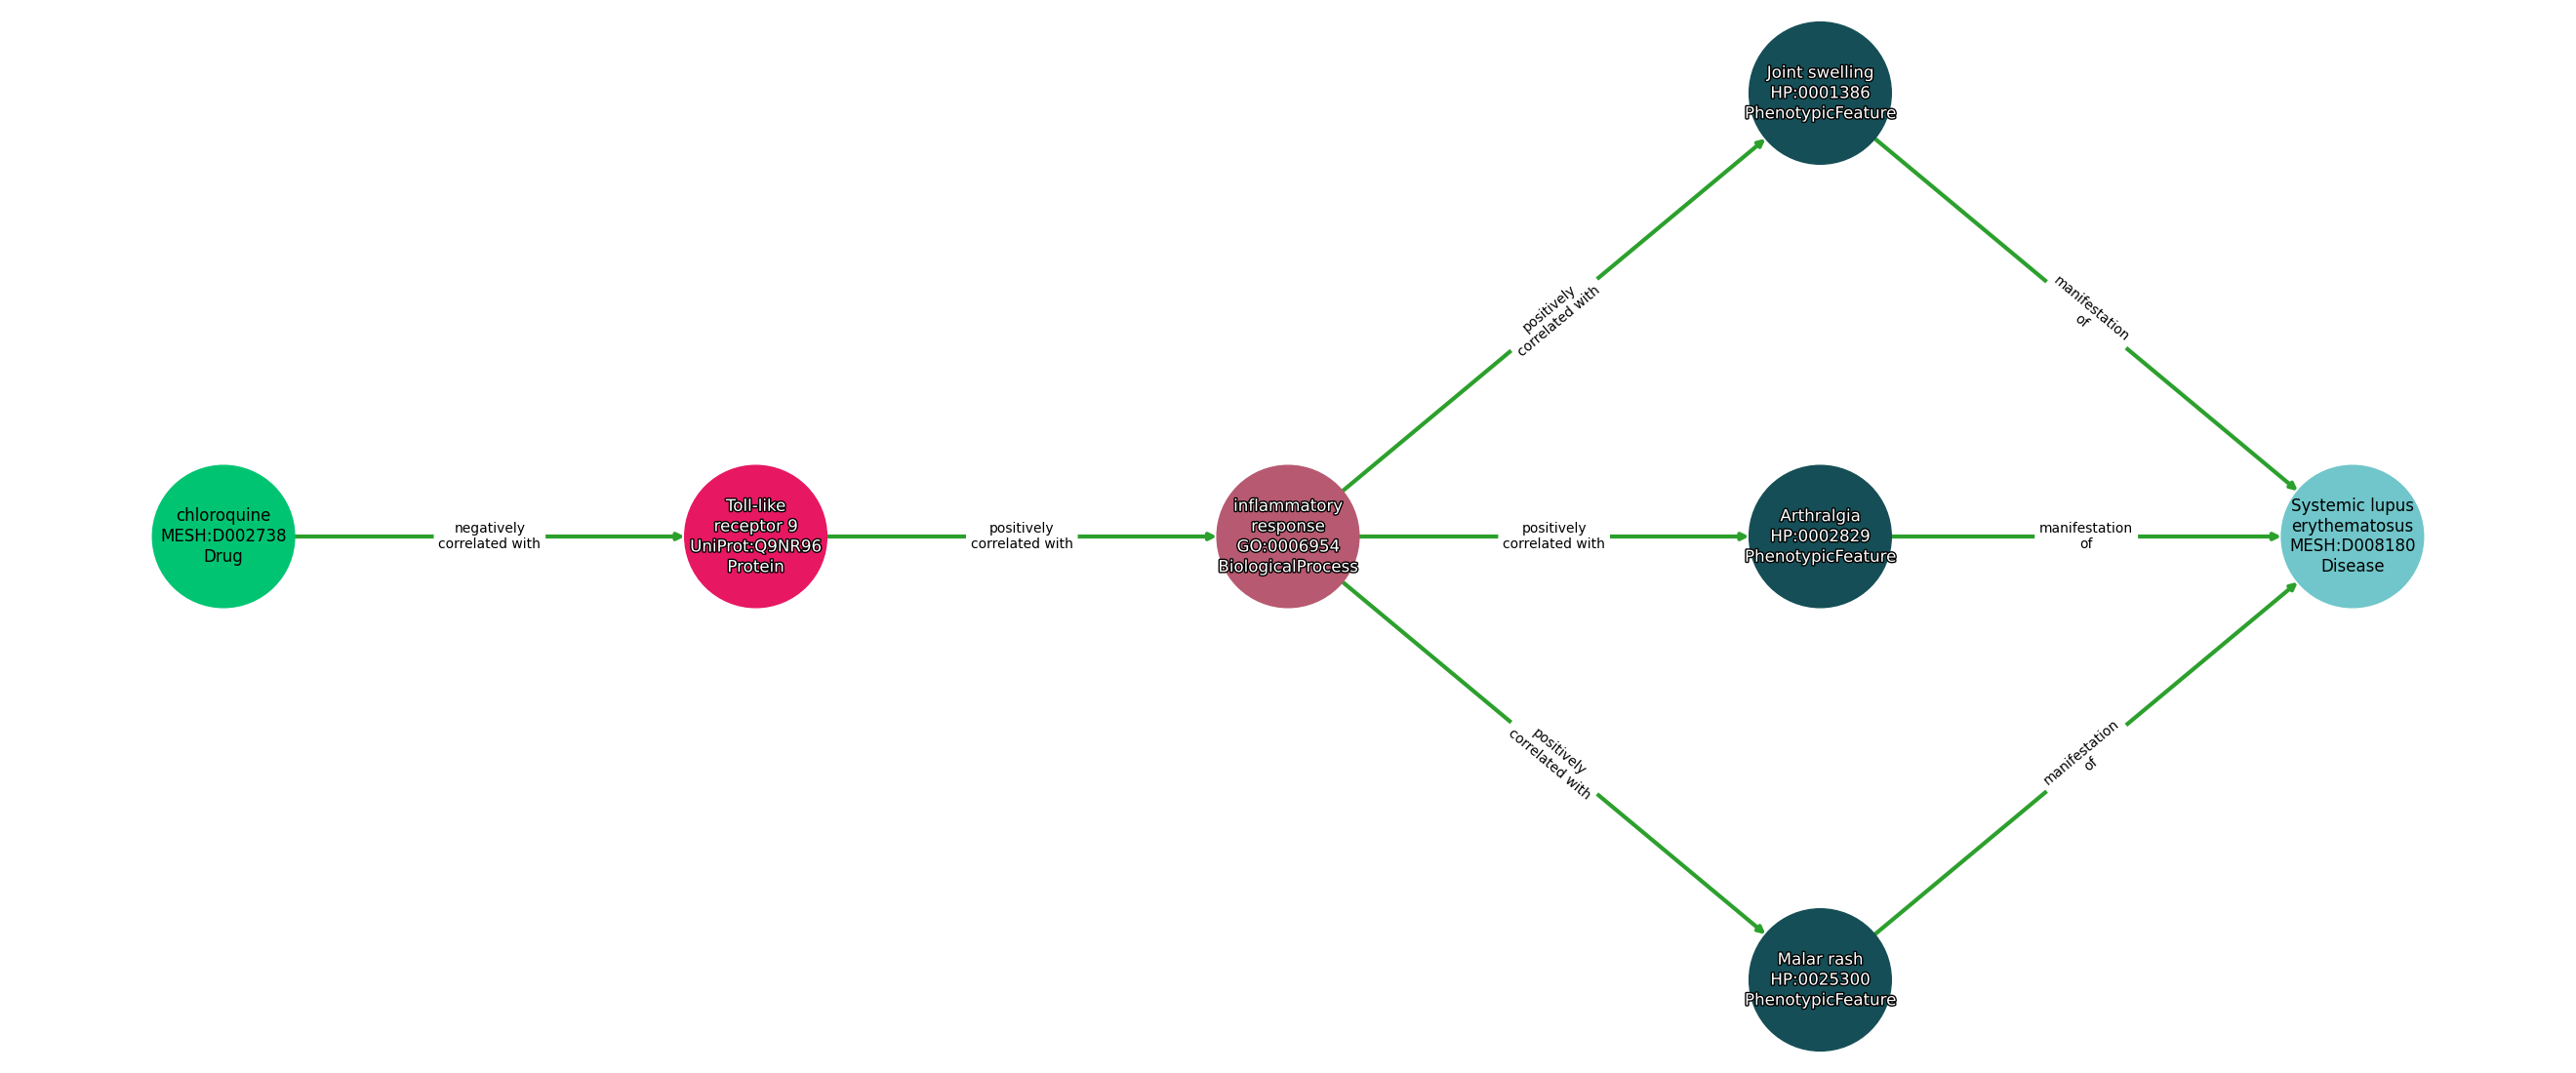 Joint swelling
HP:0001386
PhenotypicFeature
positively
correlated with
manifestation
of
chloroquine
MESH:D002738
Drug
negatively
correlated with
Toll-like
receptor 9
UniProt:Q9NR96
Protein
positively
correlated with
inflammatory
response
GO:0006954
BiologicalProcess
positively
correlated with
Arthralgia
HP:0002829
PhenotypicFeature
manifestation
of
Systemic lupus
erythematosus
MESH:D008180
Disease
positively
correlated with
manifestation
of
Malar rash
HP:0025300
PhenotypicFeature